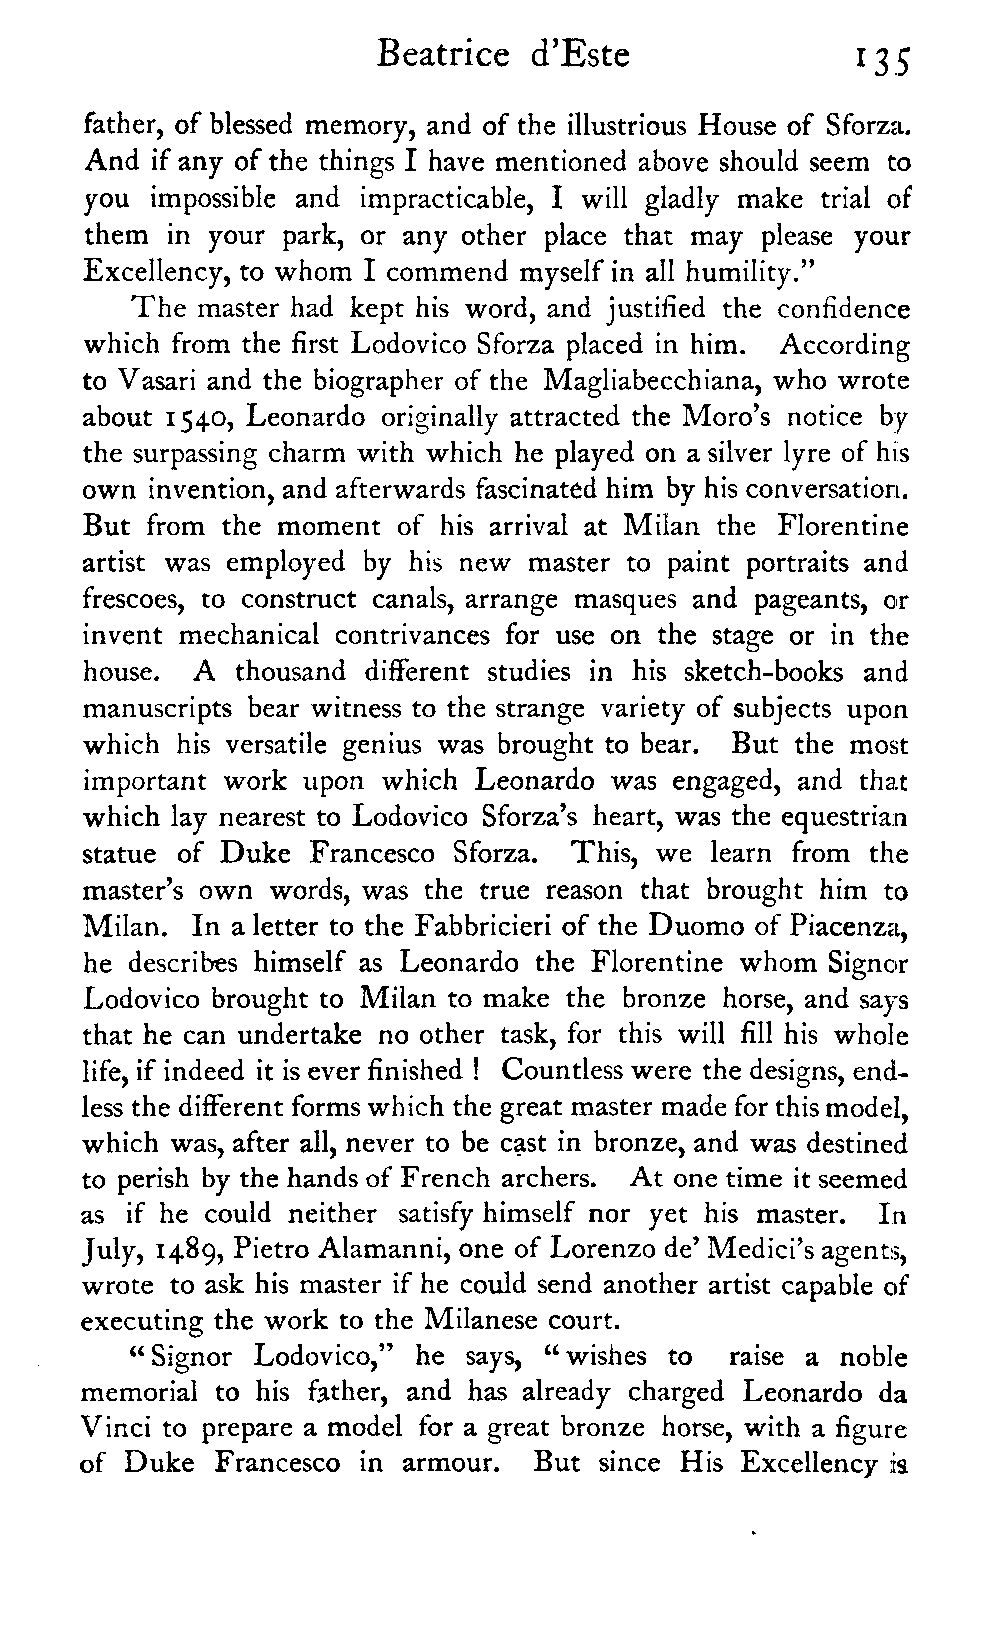 Beatrice d'Este 135
father, of blessed memory, and of the illustrious House of Sforza.
And if any of the things I have mentioned above should seem to
you impossible and impracticable, I will gladly make trial of
them in your park, or any other place that may please your
Excellency, to whom I commend myself in all humility."
The master had kept his word, and justified the confidence
which from the first Lodovico Sforza placed in him. According
to Vasari and the biographer of the Magliabecchiana, who wrote
about 1540, Leonardo originally attracted the Moro's notice by
the surpassing charm with which he played on a silver lyre of his
own invention, and afterwards fascinated him by his conversation.
But from the moment of his arrival at Milan the Florentine
artist was employed by his new master to paint portraits and
frescoes, to construct canals, arrange masques and pageants, or
invent mechanical contrivances for use on the stage or in the
house. A thousand different studies in his sketch-books and
manuscripts bear witness to the strange variety of subjects upon
which his versatile genius was brought to bear. But the most
important work upon which Leonardo was engaged, and that
which lay nearest to Lodovico Sforza's heart, was the equestrian
statue of Duke Francesco Sforza. This, we learn from the
master's own words, was the true reason that brought him to
Milan. In a letter to the Fabbricieri of the Duomo of Piacenza,
he describes himself as Leonardo the Florentine whom Signor
Lodovico brought to Milan to make the bronze horse, and says
that he can undertake no other task, for this will fill his whole
life, if indeed it is ever finished ! Countless were the designs, end-
less the different forms which the great master made for this model,
which was, after all, never to be cast in bronze, and was destined
to perish by the hands of French archers. At one time it seemed
as if he could neither satisfy himself nor yet his master. In
July, 1489, Pietro Alamanni, one of Lorenzo de' Medici's agents,
wrote to ask his master if he could send another artist capable of
executing the work to the Milanese court.
"Signor Lodovico," he says, "wishes to raise a noble
memorial to his father, and has already charged Leonardo da
Vinci to prepare a model for a great bronze horse, with a figure
of Duke Francesco in armour. But since His Excellency is